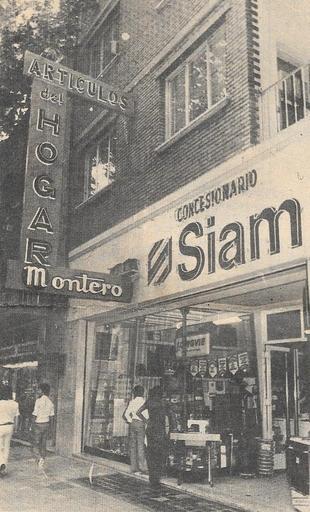 ARTICULOS
del
HOGAR
Montero
CONCESIONARIO
Siam